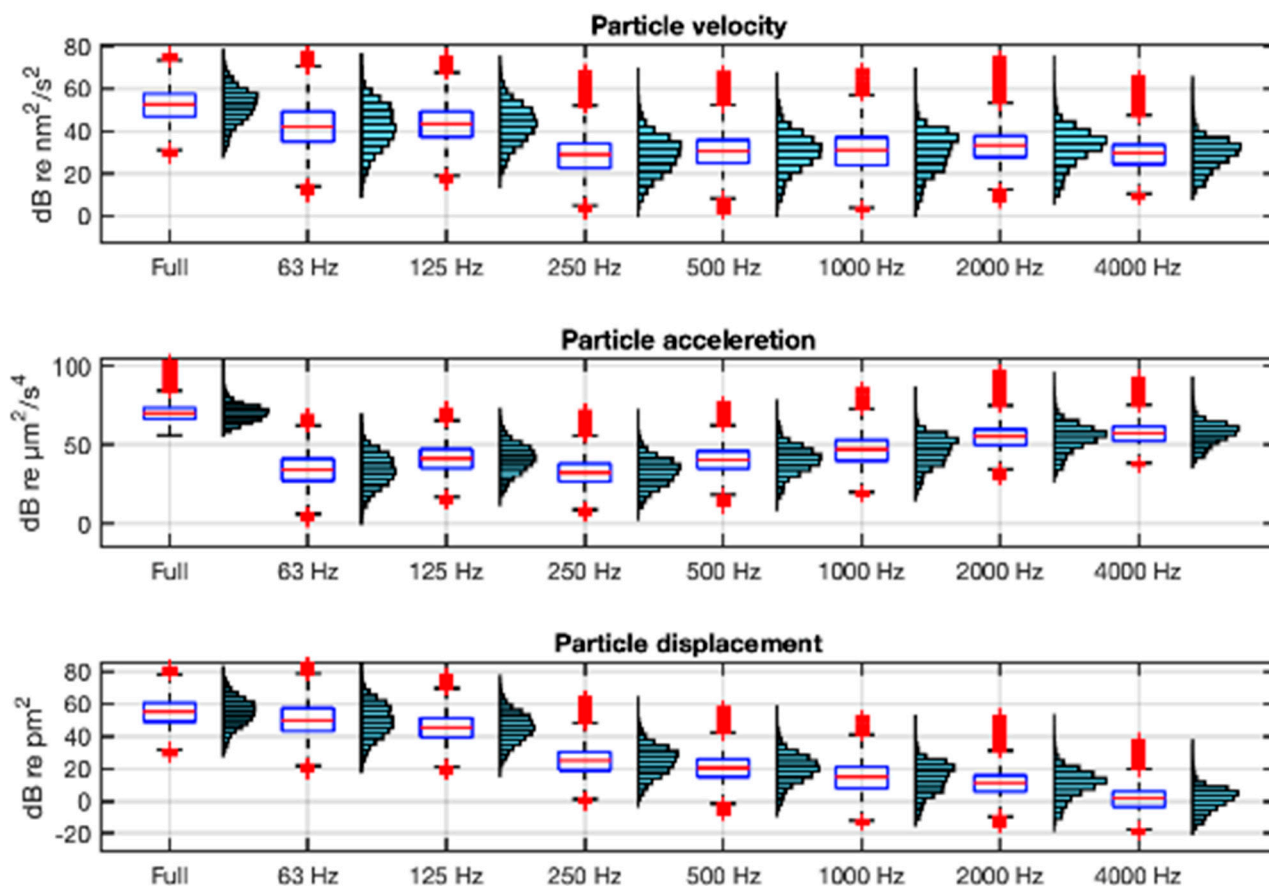 Particle velocity
dB re nm²/s2
80
60
40
20
0
Full 63 Hz 125 Hz 250 Hz 500 Hz 1000 Hz 2000 Hz 4000 Hz
Particle acceleretion
dB re µm²/s⁴
100
50
0
Full 63 Hz 125 Hz 250 Hz 500 Hz 1000 Hz 2000 Hz 4000 Hz
Particle displacement
dB re pm²
80
60
40
20
0
-20
Full 63 Hz 125 Hz 250 Hz 500 Hz 1000 Hz 2000 Hz 4000 Hz